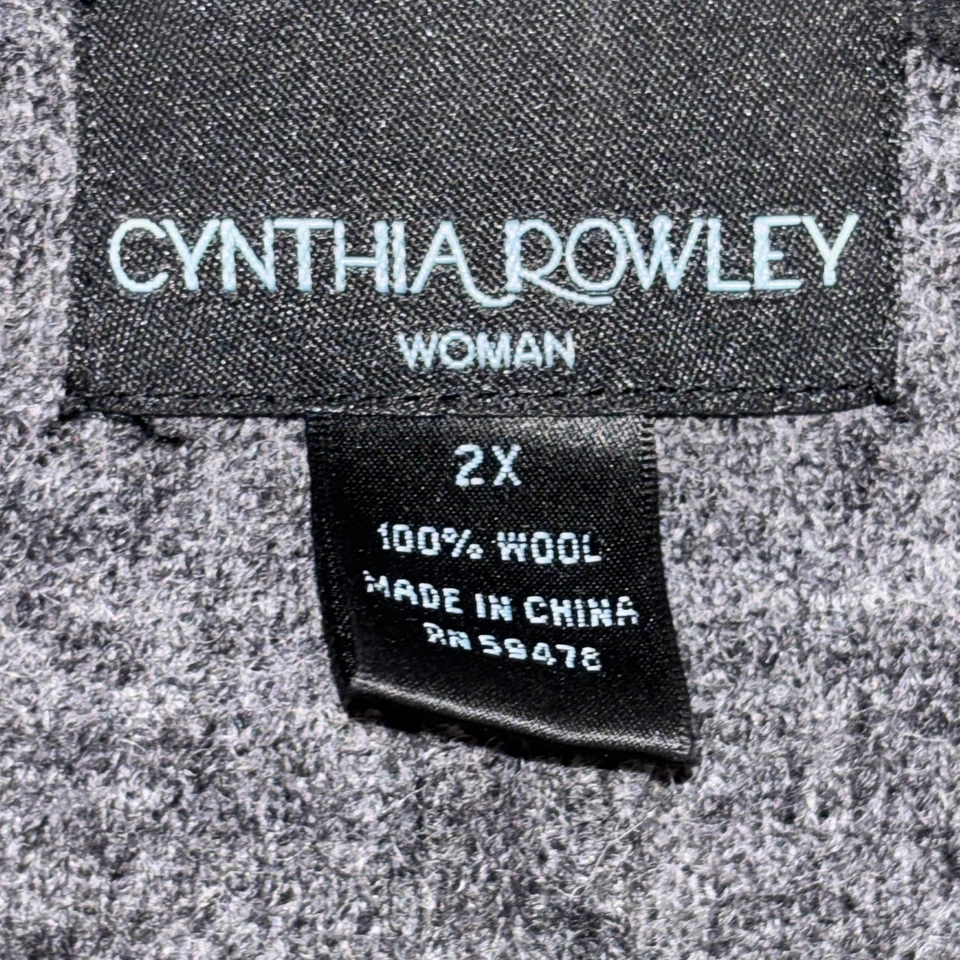 CYNTHIA ROWLEY
WOMAN
2X
100% WOOL
MADE IN CHINA
RN 59478